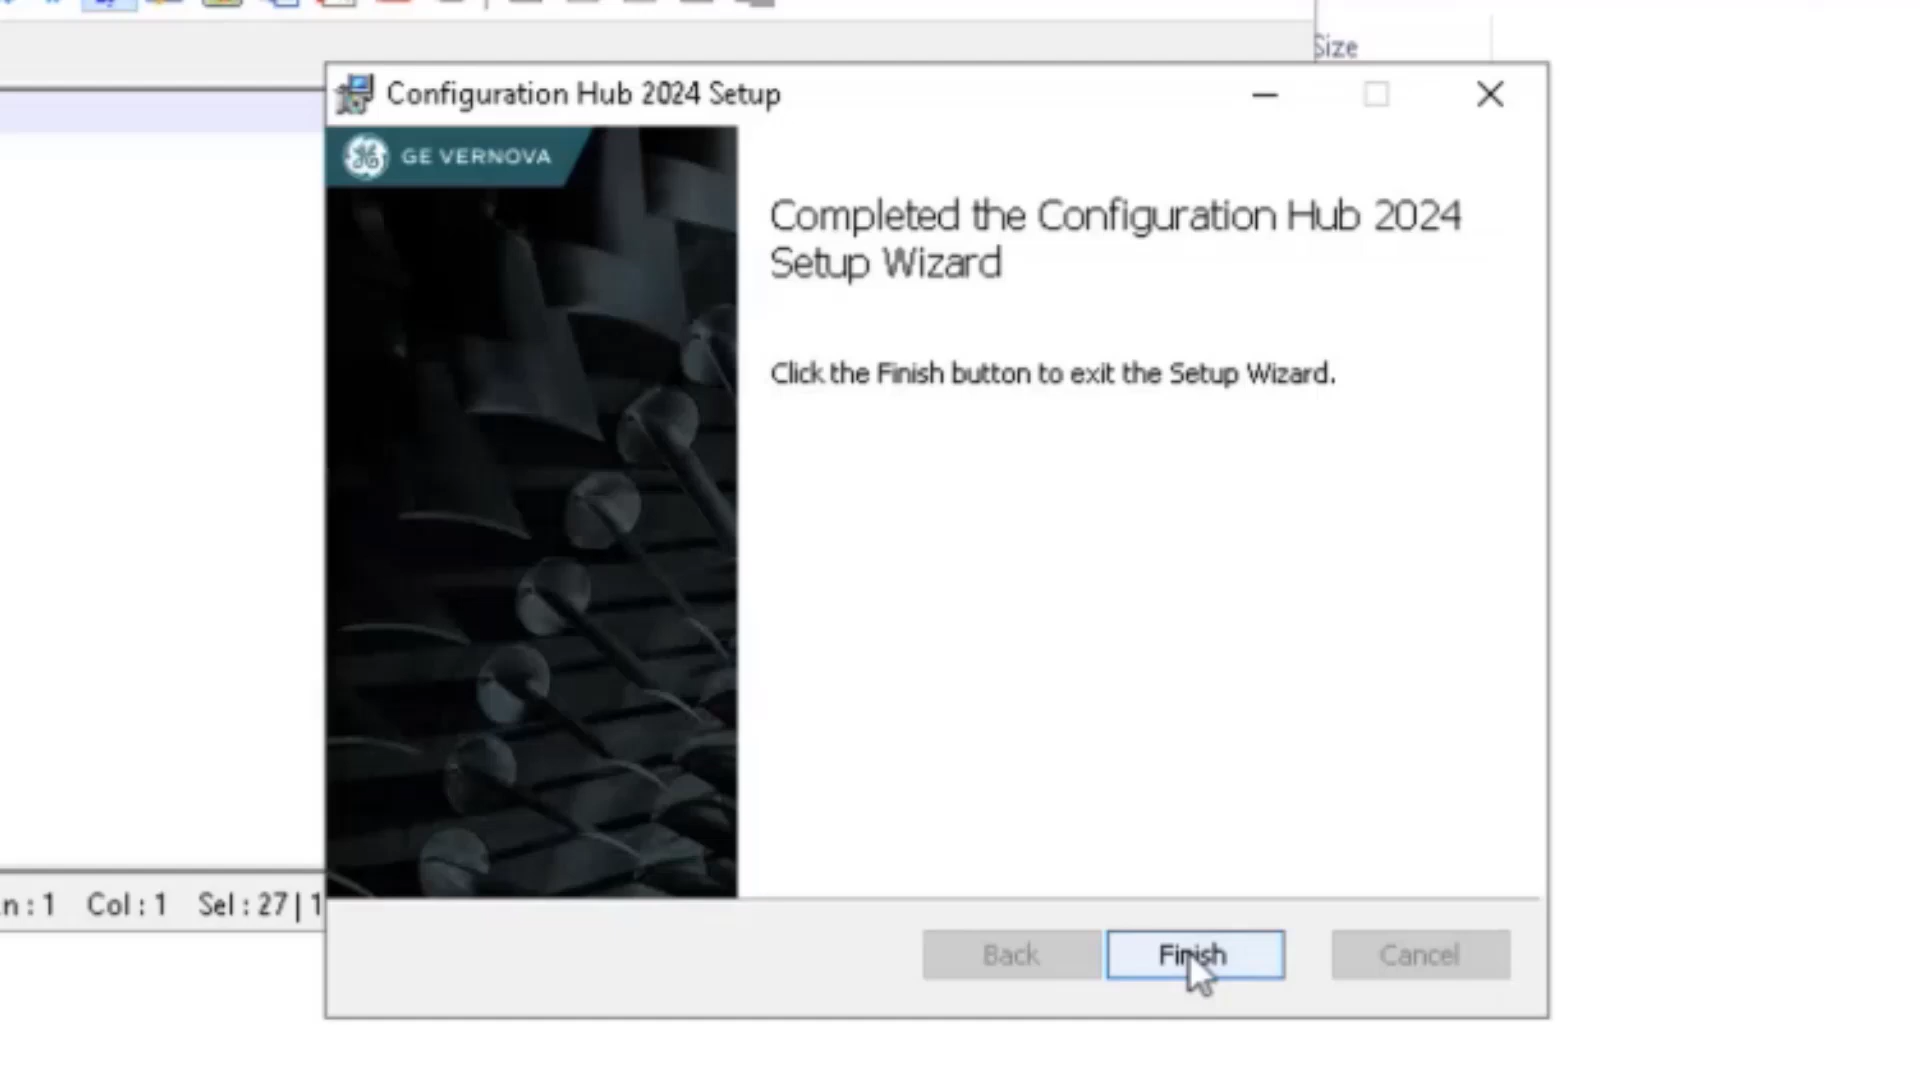 Size
Configuration Hub 2024 Setup
GE VERNOVA
Completed the Configuration Hub 2024
Setup Wizard
Click the Finish button to exit the Setup Wizard.
n : 1 Col : 1 Sel : 27 | 1
Back
Finish
Cancel